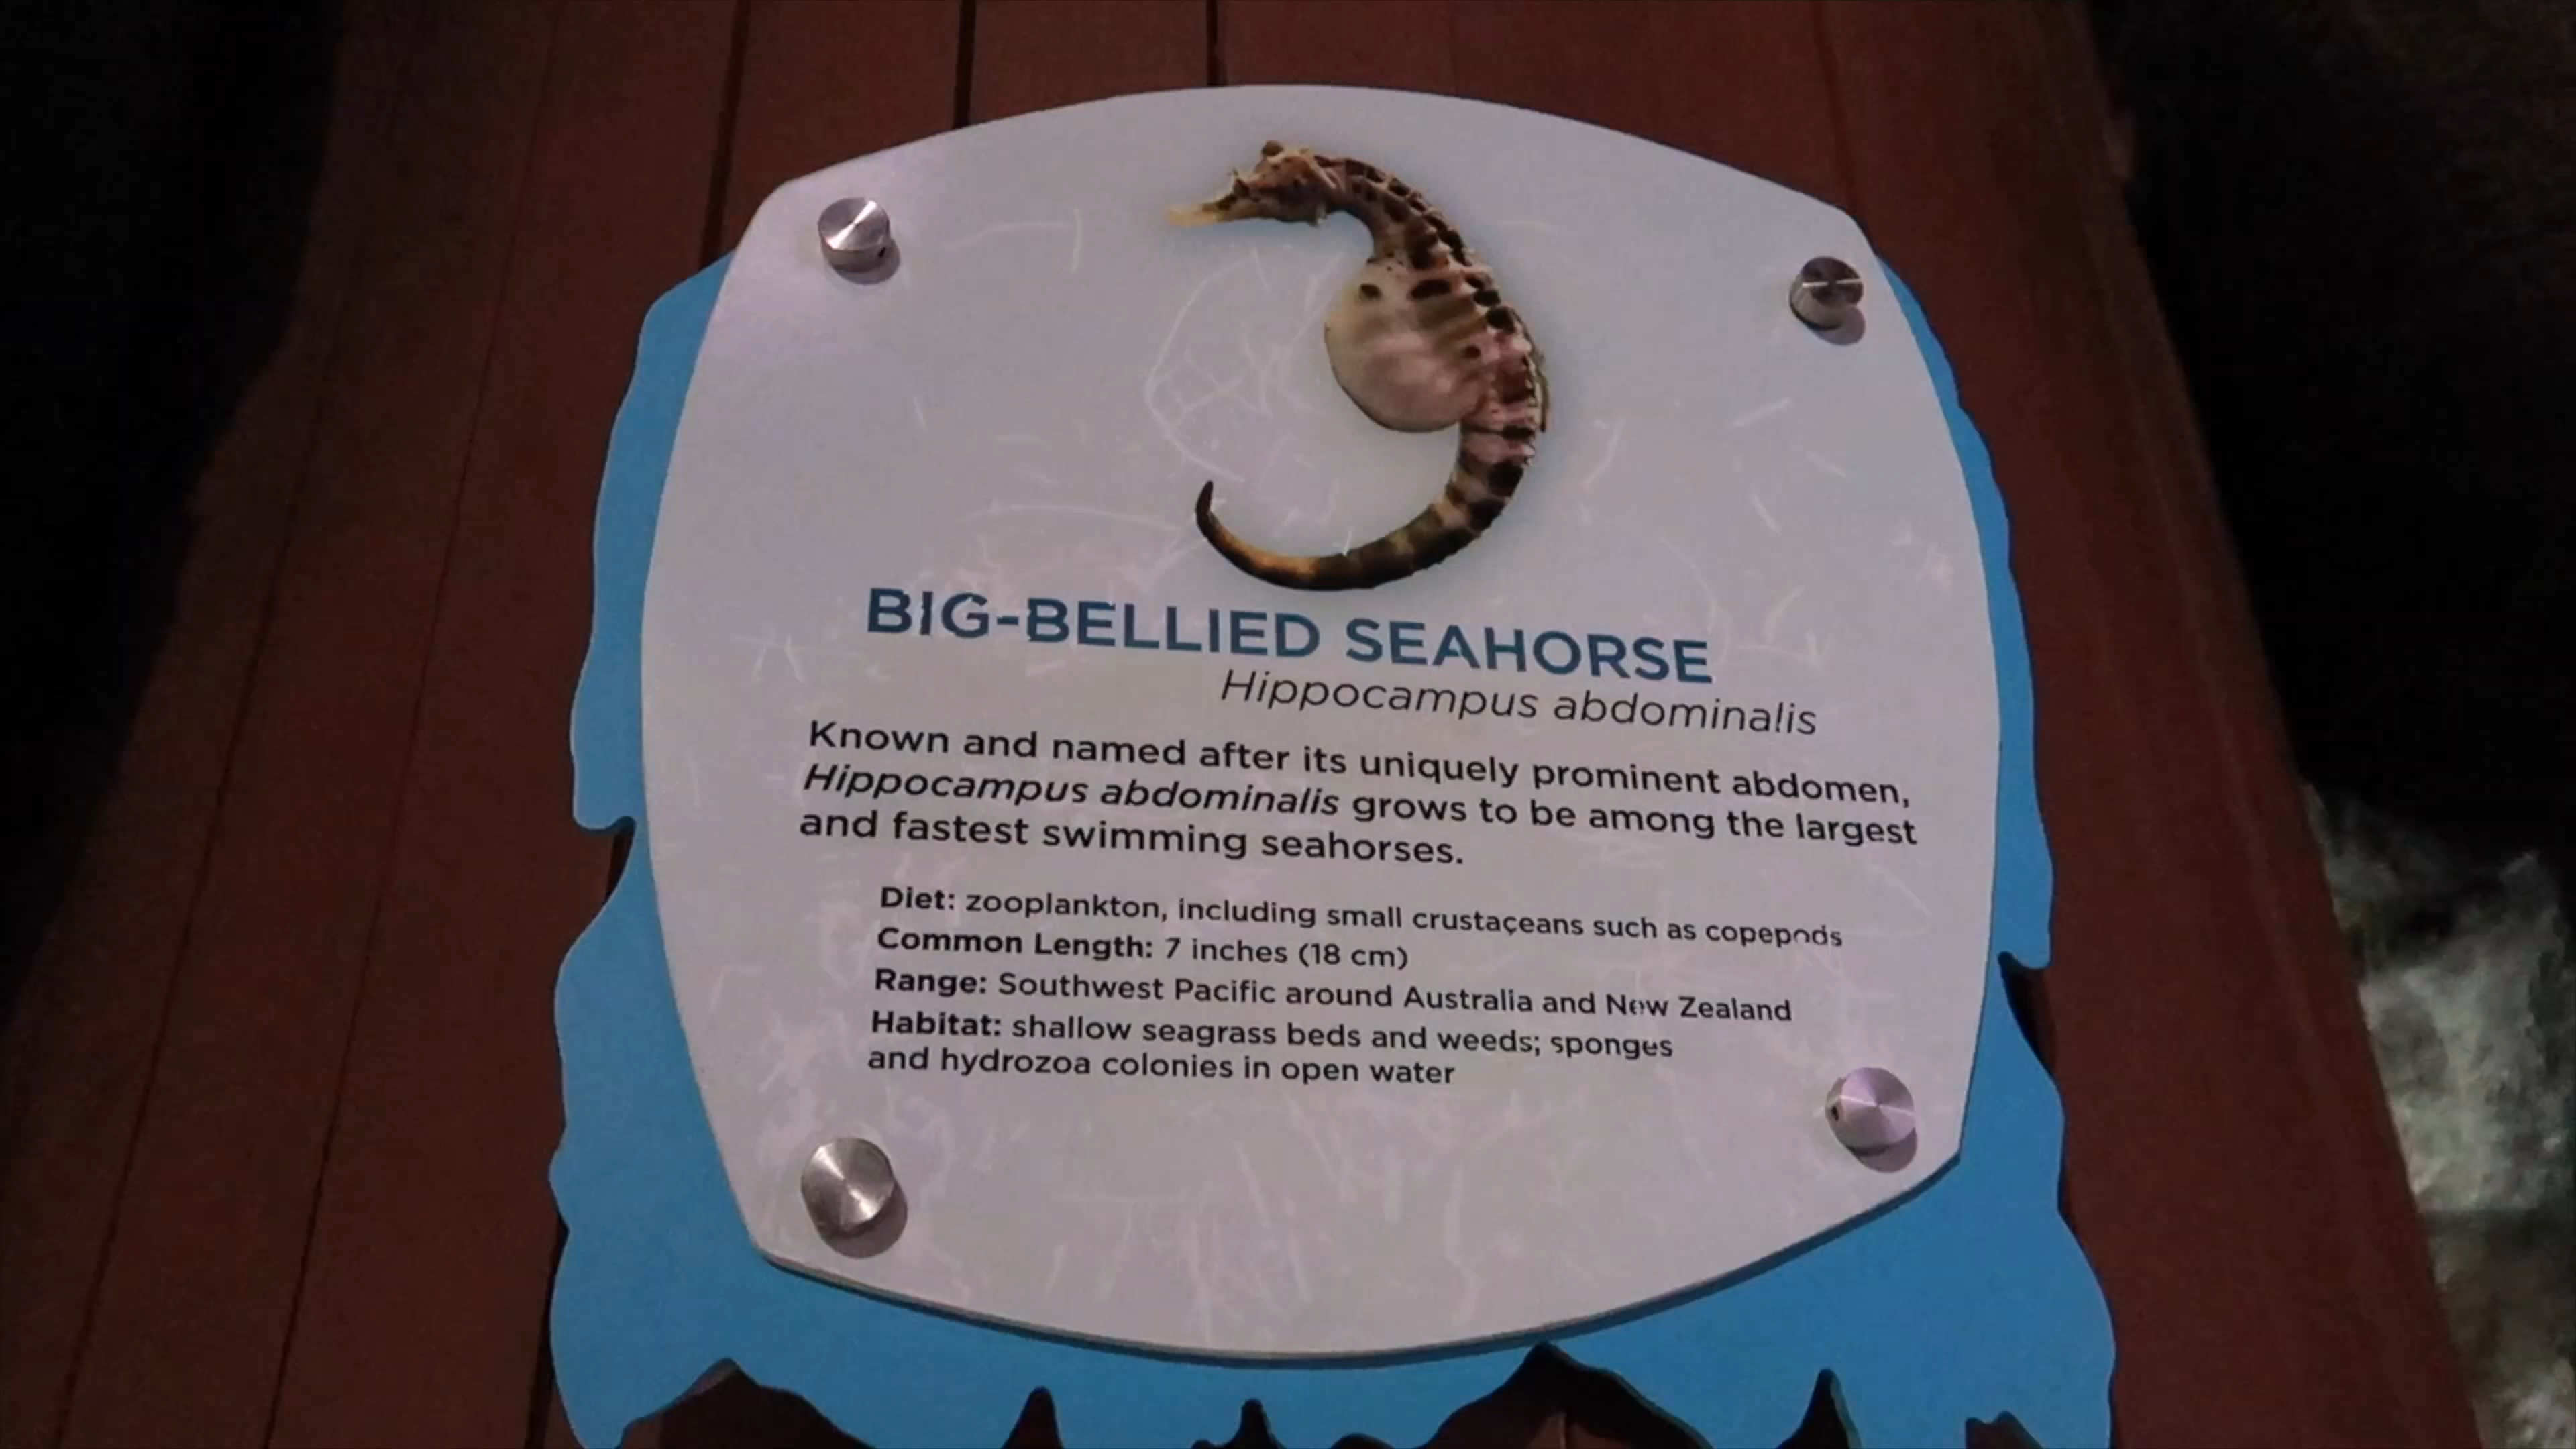 BIG-BELLIED SEAHORSE
Hippocampus abdominalis
Known and named after its uniquely prominent abdomen,
Hippocampus abdominalis grows to be among the largest
and fastest swimming seahorses.
Diet: zooplankton, including small crustaceans such as copepods
Common Length: 7 inches (18 cm)
Range: Southwest Pacific around Australia and New Zealand
Habitat: shallow seagrass beds and weeds; sponges
and hydrozoa colonies in open water